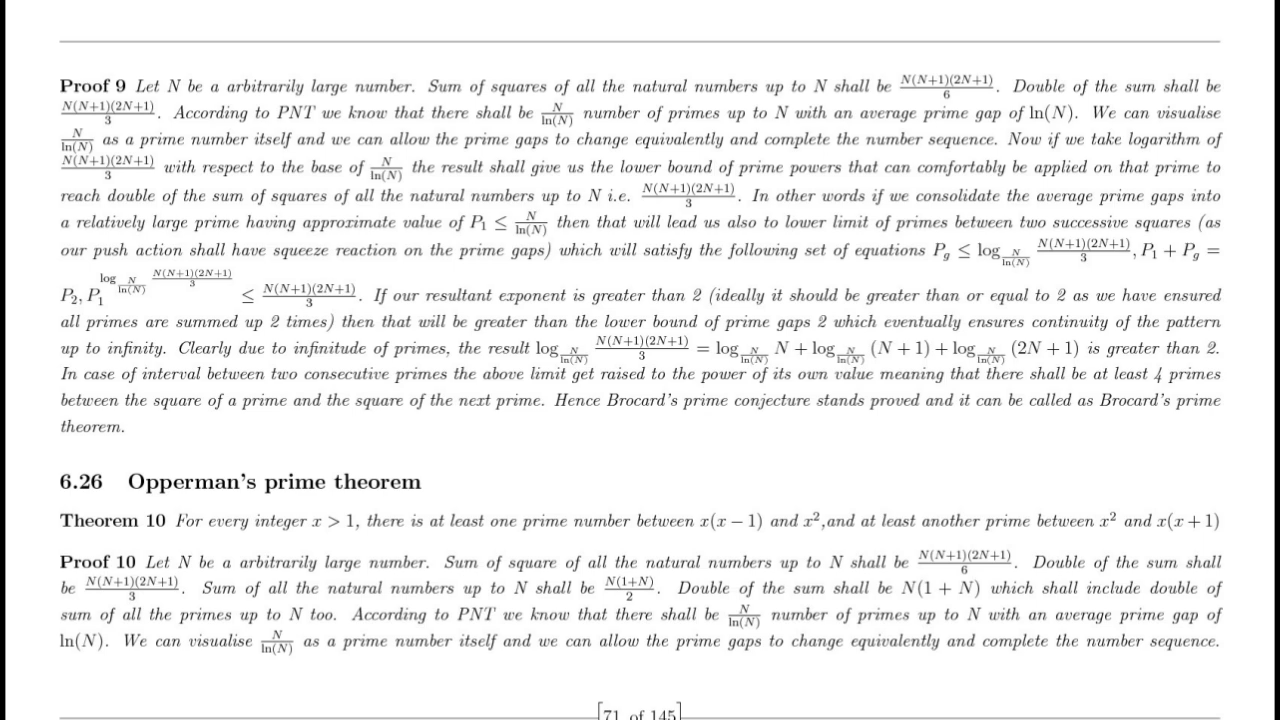 Proof 9 Let N be a arbitrarily large number. Sum of squares of all the natural numbers up to N shall be N(N+1)(2N+1)/6. Double of the sum shall be
N(N+1)(2N+1)/3. According to PNT we know that there shall be N/ln(N) number of primes up to N with an average prime gap of ln(N). We can visualise
N/ln(N) as a prime number itself and we can allow the prime gaps to change equivalently and complete the number sequence. Now if we take logarithm of
N(N+1)(2N+1)/3 with respect to the base of N/ln(N) the result shall give us the lower bound of prime powers that can comfortably be applied on that prime to
reach double of the sum of squares of all the natural numbers up to N i.e. N(N+1)(2N+1)/3. In other words if we consolidate the average prime gaps into
a relatively large prime having approximate value of P₁ ≤ N/ln(N) then that will lead us also to lower limit of primes between two successive squares (as
our push action shall have squeeze reaction on the prime gaps) which will satisfy the following set of equations P_g ≤ log_{N/ln(N)} N(N+1)(2N+1)/3, P₁ + P_g =
P₂, P₁^{log_{N/ln(N)} N(N+1)(2N+1)/3} ≤ N(N+1)(2N+1)/3. If our resultant exponent is greater than 2 (ideally it should be greater than or equal to 2 as we have ensured
all primes are summed up 2 times) then that will be greater than the lower bound of prime gaps 2 which eventually ensures continuity of the pattern
up to infinity. Clearly due to infinitude of primes, the result log_{N/ln(N)} N(N+1)(2N+1)/3 = log_{N/ln(N)} N + log_{N/ln(N)} (N + 1) + log_{N/ln(N)} (2N + 1) is greater than 2.
In case of interval between two consecutive primes the above limit get raised to the power of its own value meaning that there shall be at least 4 primes
between the square of a prime and the square of the next prime. Hence Brocard's prime conjecture stands proved and it can be called as Brocard's prime
theorem.
6.26 Opperman's prime theorem
Theorem 10 For every integer x > 1, there is at least one prime number between x(x − 1) and x²,and at least another prime between x² and x(x + 1)
Proof 10 Let N be a arbitrarily large number. Sum of square of all the natural numbers up to N shall be N(N+1)(2N+1)/6. Double of the sum shall
be N(N+1)(2N+1)/3. Sum of all the natural numbers up to N shall be N(1+N)/2. Double of the sum shall be N(1 + N) which shall include double of
sum of all the primes up to N too. According to PNT we know that there shall be N/ln(N) number of primes up to N with an average prime gap of
ln(N). We can visualise N/ln(N) as a prime number itself and we can allow the prime gaps to change equivalently and complete the number sequence.
71 of 145